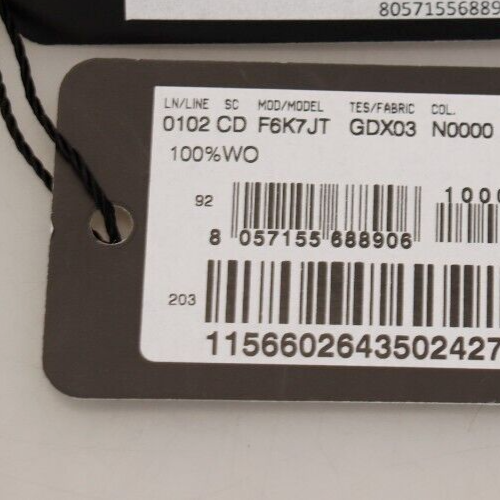 80571556889
LN/LINE SC MOD/MODEL TES/FABRIC COL.
0102 CD F6K7JT GDX03 N0000
100%WO
92
100
8 057155 688906
203
1156602643502427